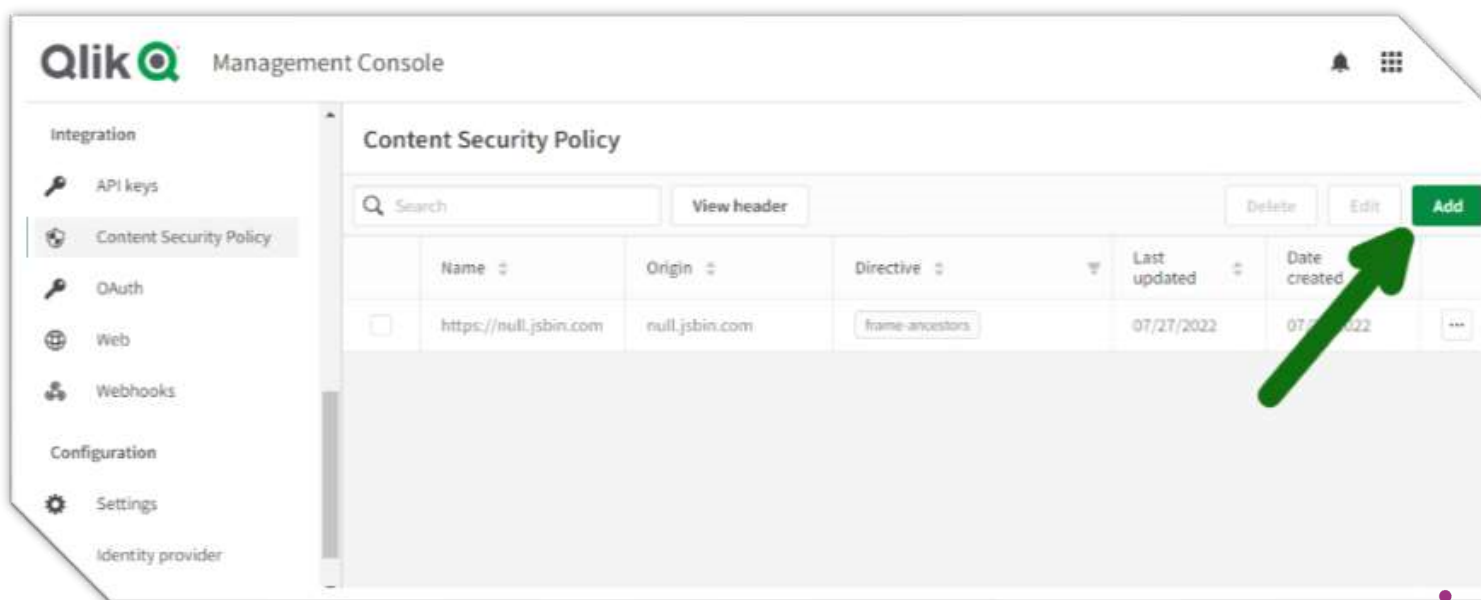 Qlik Management Console
Integration
API keys
Content Security Policy
OAuth
Web
Webhooks
Configuration
Settings
Identity provider
Content Security Policy
Search View header Delete Edit Add
Name Origin Directive Last updated Date created
https://null.jsbin.com null.jsbin.com frame-ancestors 07/27/2022